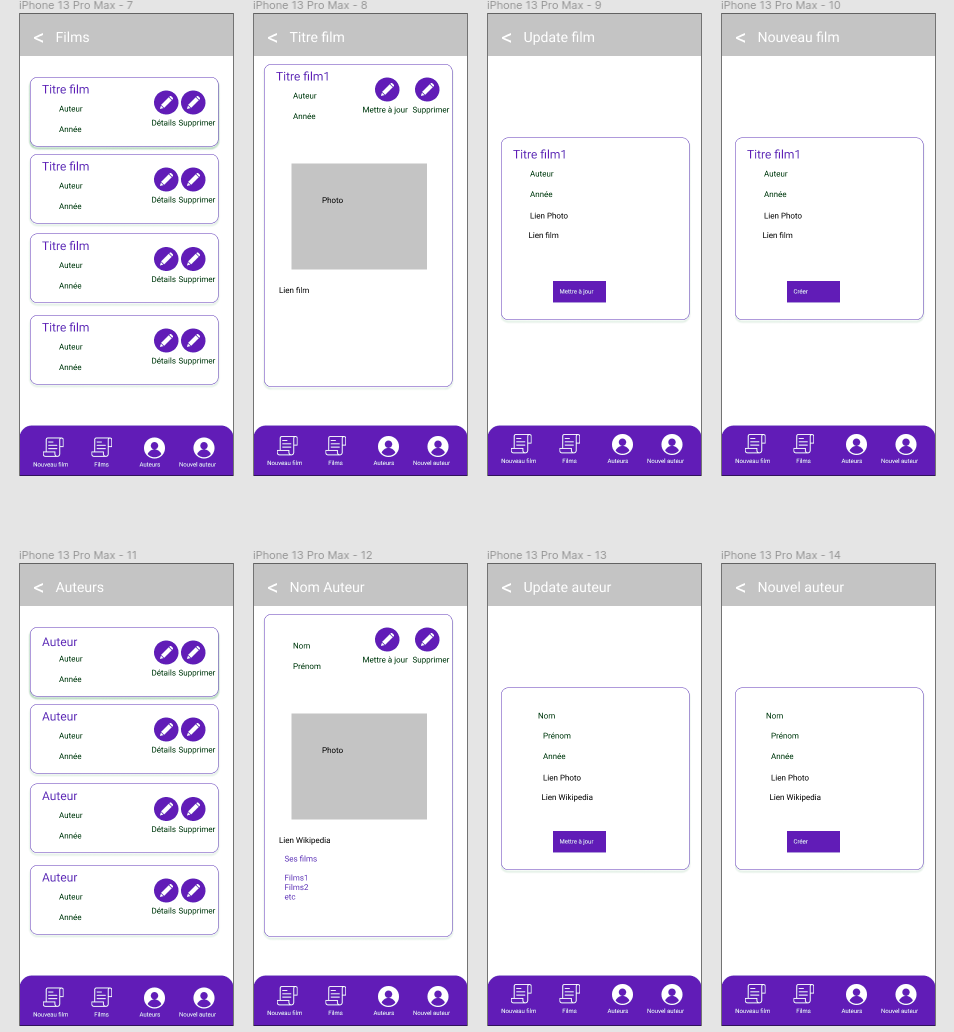 iPhone 13 Pro Max - 7
< Films
Titre film
Auteur
Année
Détails Supprimer
Titre film
Auteur
Année
Détails Supprimer
Titre film
Auteur
Année
Détails Supprimer
Titre film
Auteur
Année
Détails Supprimer
Nouveau film Films Auteurs Nouvel auteur
iPhone 13 Pro Max - 8
< Titre film
Titre film1
Auteur
Année
Mettre à jour Supprimer
Photo
Lien film
Nouveau film Films Auteurs Nouvel auteur
iPhone 13 Pro Max - 9
< Update film
Titre film1
Auteur
Année
Lien Photo
Lien film
Mettre à jour
Nouveau film Films Auteurs Nouvel auteur
iPhone 13 Pro Max - 10
< Nouveau film
Titre film1
Auteur
Année
Lien Photo
Lien film
Créer
Nouveau film Films Auteurs Nouvel auteur
iPhone 13 Pro Max - 11
< Auteurs
Auteur
Auteur
Année
Détails Supprimer
Auteur
Auteur
Année
Détails Supprimer
Auteur
Auteur
Année
Détails Supprimer
Auteur
Auteur
Année
Détails Supprimer
Nouveau film Films Auteurs Nouvel auteur
iPhone 13 Pro Max - 12
< Nom Auteur
Nom
Prénom
Mettre à jour Supprimer
Photo
Lien Wikipedia
Ses films
Films1
Films2
etc
Nouveau film Films Auteurs Nouvel auteur
iPhone 13 Pro Max - 13
< Update auteur
Nom
Prénom
Année
Lien Photo
Lien Wikipedia
Mettre à jour
Nouveau film Films Auteurs Nouvel auteur
iPhone 13 Pro Max - 14
< Nouvel auteur
Nom
Prénom
Année
Lien Photo
Lien Wikipedia
Créer
Nouveau film Films Auteurs Nouvel auteur